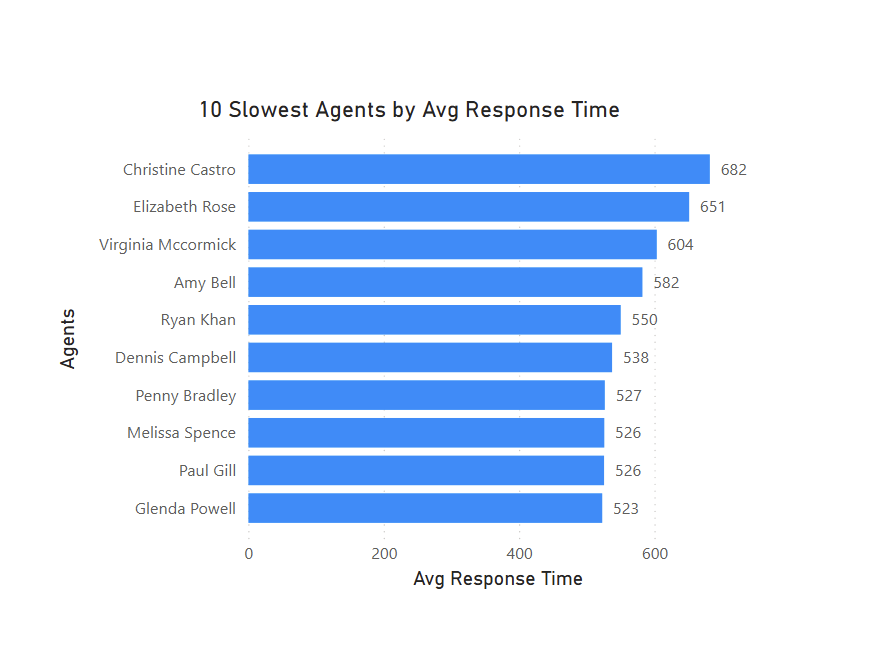 10 Slowest Agents by Avg Response Time
Agents
Christine Castro 682
Elizabeth Rose 651
Virginia Mccormick 604
Amy Bell 582
Ryan Khan 550
Dennis Campbell 538
Penny Bradley 527
Melissa Spence 526
Paul Gill 526
Glenda Powell 523
0 200 400 600
Avg Response Time